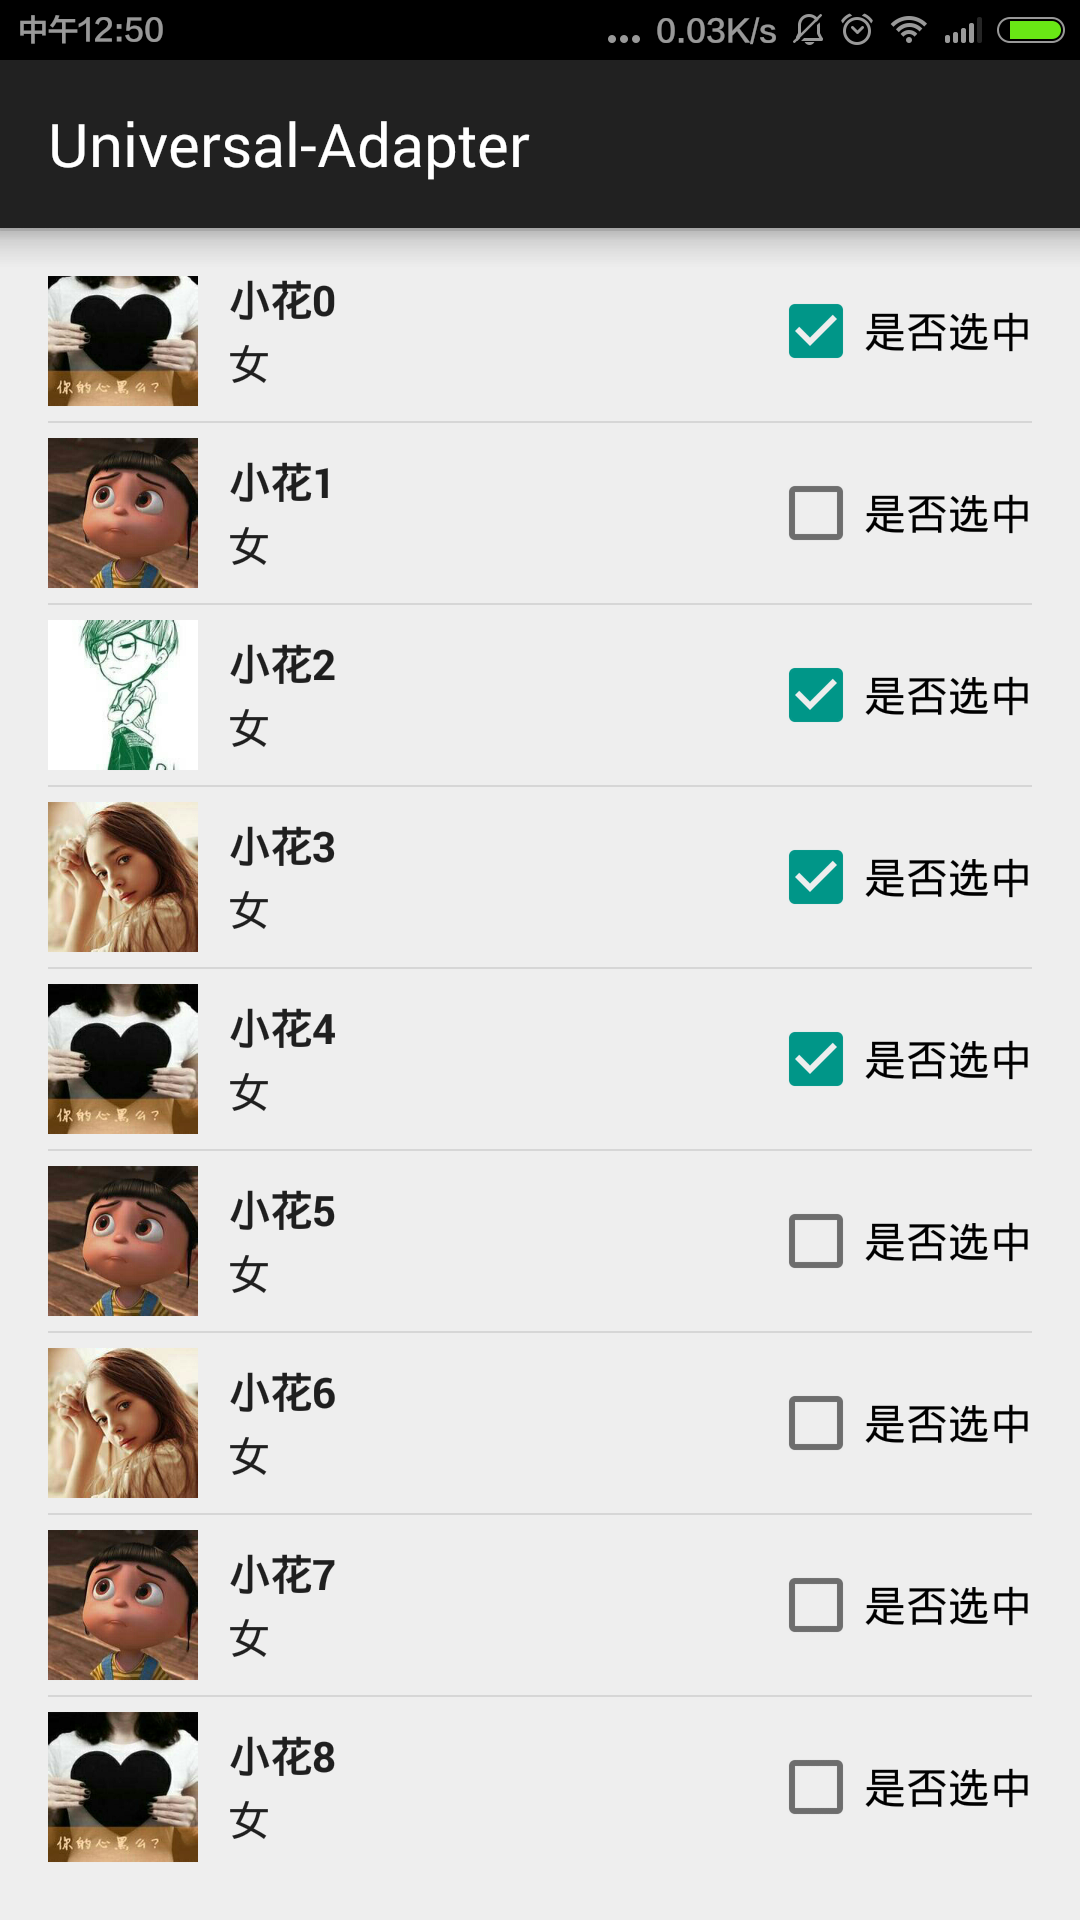 中午12:50
... 0.03K/s
Universal-Adapter
小花0
女
是否选中
你的心黑么?
小花1
女
是否选中
小花2
女
是否选中
小花3
女
是否选中
小花4
女
是否选中
你的心黑么?
小花5
女
是否选中
小花6
女
是否选中
小花7
女
是否选中
小花8
女
是否选中
你的心黑么?